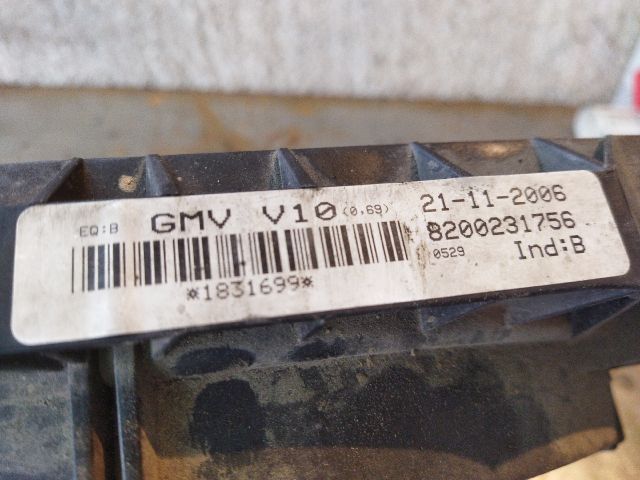 EQ:B GMV V10 (0.69) 21-11-2006
8200231756
0529 Ind:B
*1831699*